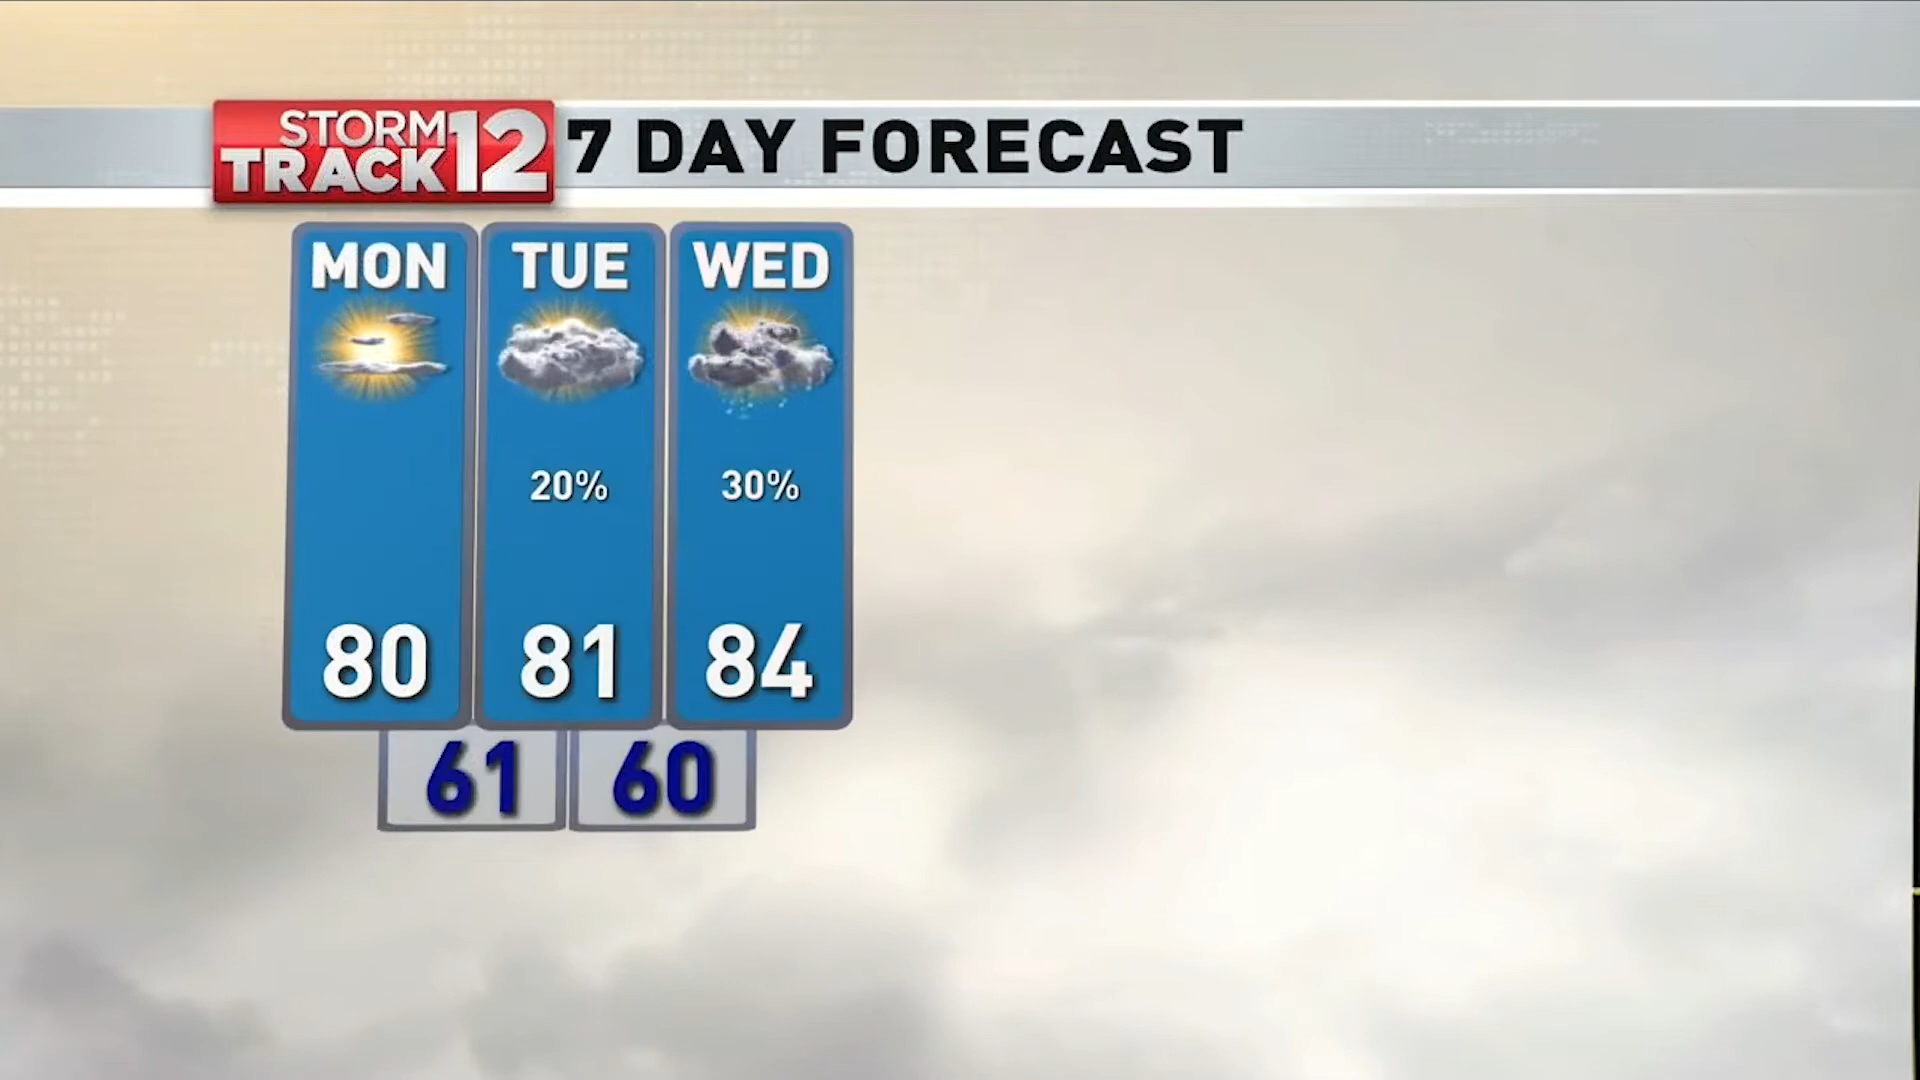 STORM
TRACK 12
7 DAY FORECAST
MON TUE WED
20% 30%
80 81 84
61 60